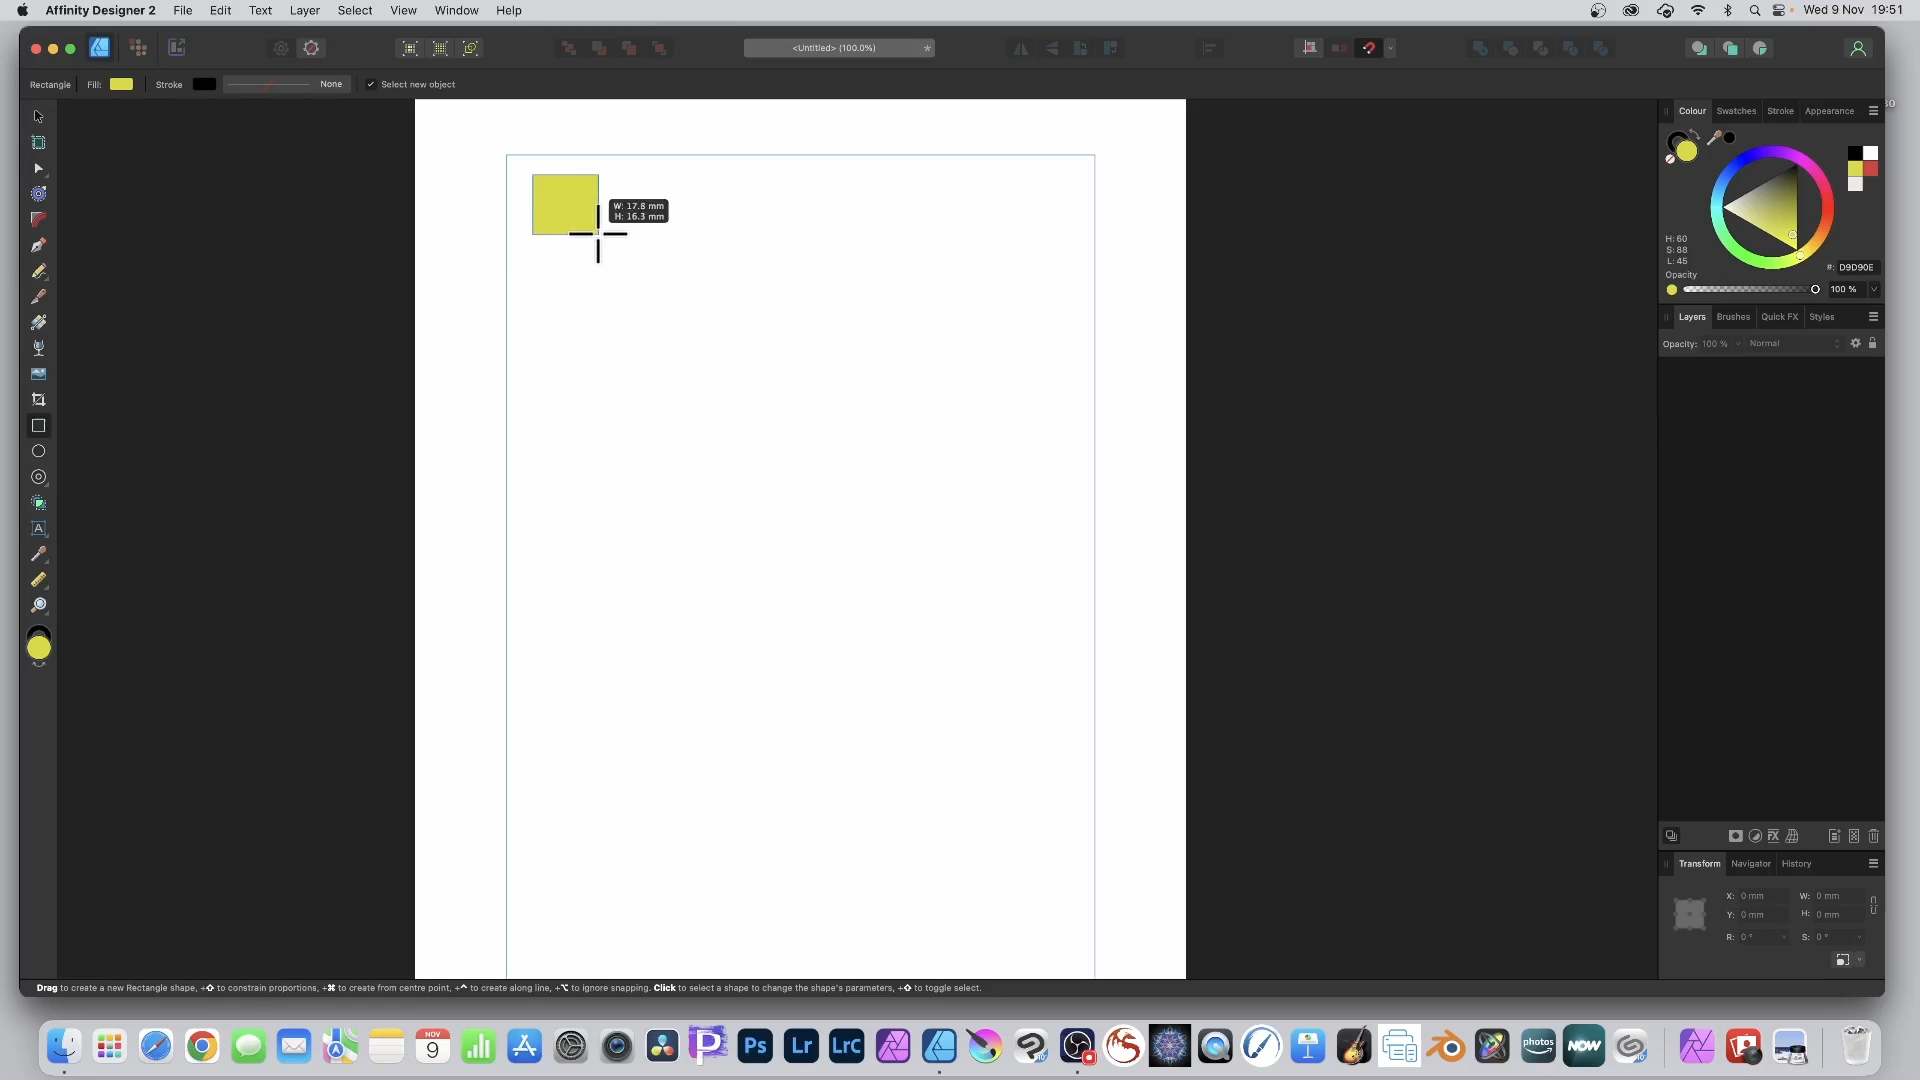 Affinity Designer 2 File Edit Text Layer Select View Window Help Wed 9 Nov 19:51
<Untitled> (100.0%) *
Rectangle Fill: Stroke None Select new object
Colour Swatches Stroke Appearance
W: 17.8 mm
H: 16.3 mm
H: 60
S: 88
L: 45
#: D9D90E
Opacity
100 %
Layers Brushes Quick FX Styles
Opacity: 100 % Normal
A
Transform Navigator History
X: 0 mm W: 0 mm
Y: 0 mm H: 0 mm
R: 0 ° S: 0 °
Drag to create a new Rectangle shape, +⇧ to constrain proportions, +⌘ to create from centre point, +^ to create along line, +⌥ to ignore snapping. Click to select a shape to change the shape's parameters, +⇧ to toggle select.
NOV
9
Ps Lr LrC
photos
NOW